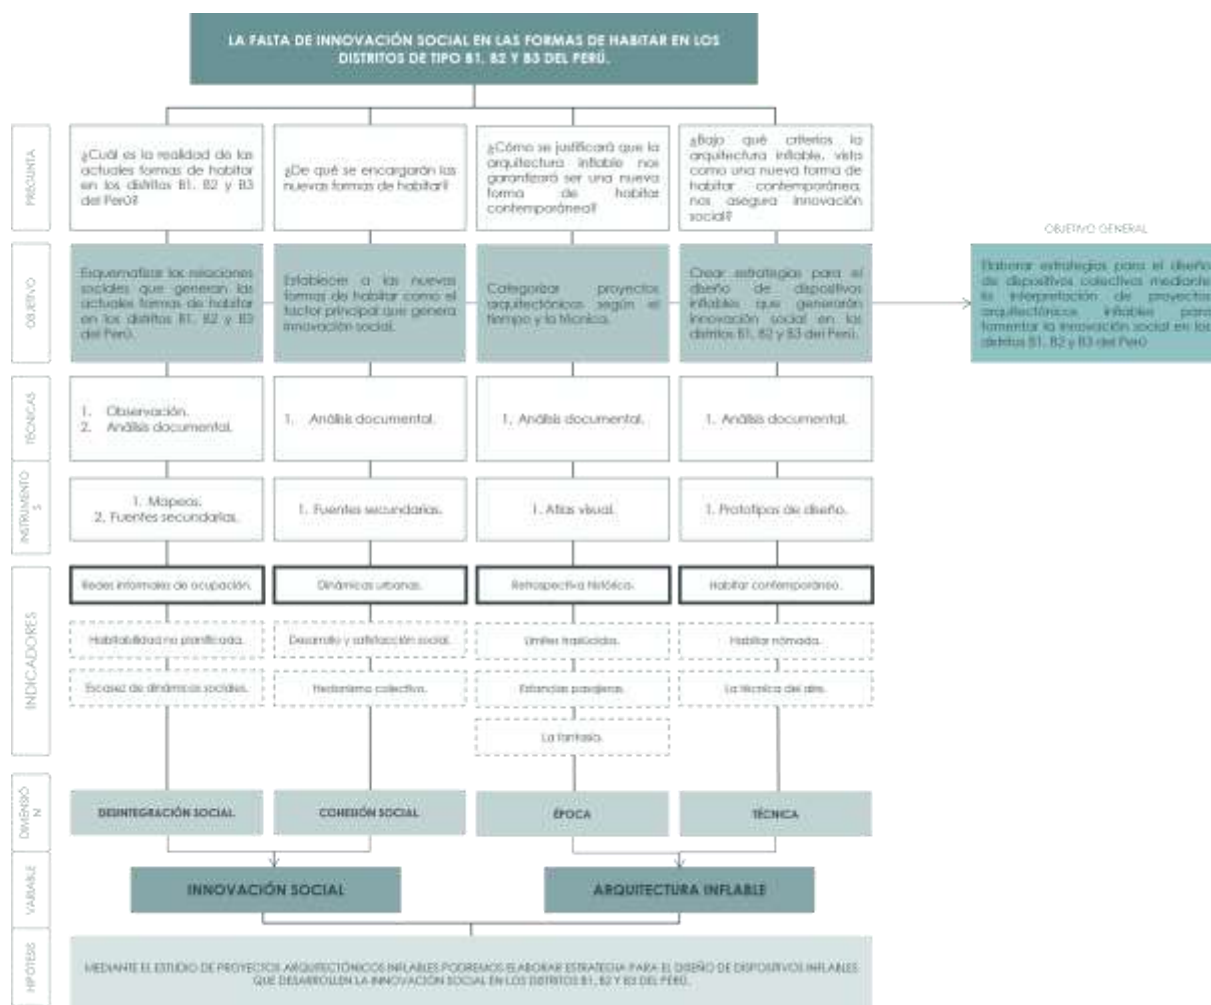 LA FALTA DE INNOVACIÓN SOCIAL EN LAS FORMAS DE HABITAR EN LOS
DISTRITOS DE TIPO B1, B2 Y B3 DEL PERÚ.
PREGUNTA
¿Cuál es la realidad de las
actuales formas de habitar
en los distritos B1, B2 y B3
del Perú?
¿De qué se encargarán las
nuevas formas de habitar?
¿Cómo se justificará que la
arquitectura inflable nos
garantizará ser una nueva
forma de habitar
contemporánea?
¿Bajo qué criterios la
arquitectura inflable, vista
como una nueva forma de
habitar contemporánea,
nos asegura innovación
social?
OBJETIVO
Esquematizar las relaciones
sociales que generan las
actuales formas de habitar
en los distritos B1, B2 y B3
del Perú.
Establecer a las nuevas
formas de habitar como el
factor principal que genera
innovación social.
Categorizar proyectos
arquitectónicos según el
tiempo y la técnica.
Crear estrategias para el
diseño de dispositivos
inflables que generarán
innovación social en los
distritos B1, B2 y B3 del Perú.
OBJETIVO GENERAL
Elaborar estrategias para el diseño
de dispositivos colectivos mediante
la interpretación de proyectos
arquitectónicos inflables para
fomentar la innovación social en los
distritos B1, B2 y B3 del Perú
TÉCNICAS
1. Observación.
2. Análisis documental.
1. Análisis documental.
1. Análisis documental.
1. Análisis documental.
INSTRUMENTO
S
1. Mapeos.
2. Fuentes secundarias.
1. Fuentes secundarias.
1. Atlas visual.
1. Prototipos de diseño.
INDICADORES
Redes informales de ocupación.
Dinámicas urbanas.
Retrospectiva histórica.
Habitar contemporáneo.
Habitabilidad no planificada.
Desarrollo y satisfacción social.
Límites traslúcidos.
Habitar nómada.
Escasez de dinámicas sociales.
Hedonismo colectivo.
Estancias pasajeras.
La técnica del aire.
La fantasía.
DIMENSIÓ
N
DESINTEGRACIÓN SOCIAL
COHESIÓN SOCIAL
ÉPOCA
TÉCNICA
VARIABLE
INNOVACIÓN SOCIAL
ARQUITECTURA INFLABLE
HIPÓTESIS
MEDIANTE EL ESTUDIO DE PROYECTOS ARQUITECTÓNICOS INFLABLES PODREMOS ELABORAR ESTRATEGIA PARA EL DISEÑO DE DISPOSITIVOS INFLABLES
QUE DESARROLLEN LA INNOVACIÓN SOCIAL EN LOS DISTRITOS B1, B2 Y B3 DEL PERÚ.